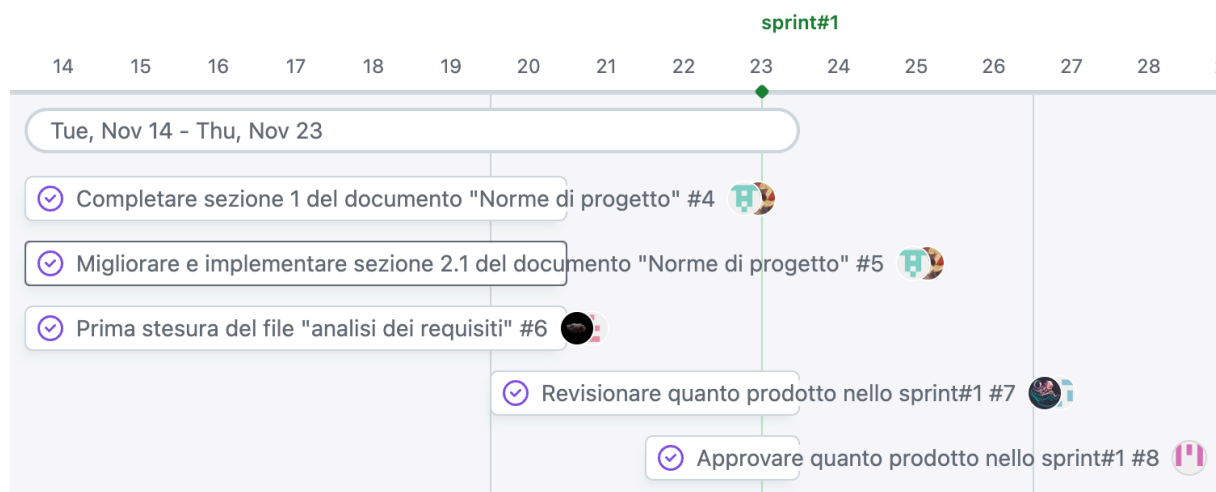 sprint#1
14 15 16 17 18 19 20 21 22 23 24 25 26 27 28
Tue, Nov 14 - Thu, Nov 23
Completare sezione 1 del documento "Norme di progetto" #4
Migliorare e implementare sezione 2.1 del documento "Norme di progetto" #5
Prima stesura del file "analisi dei requisiti" #6
Revisionare quanto prodotto nello sprint#1 #7
Approvare quanto prodotto nello sprint#1 #8